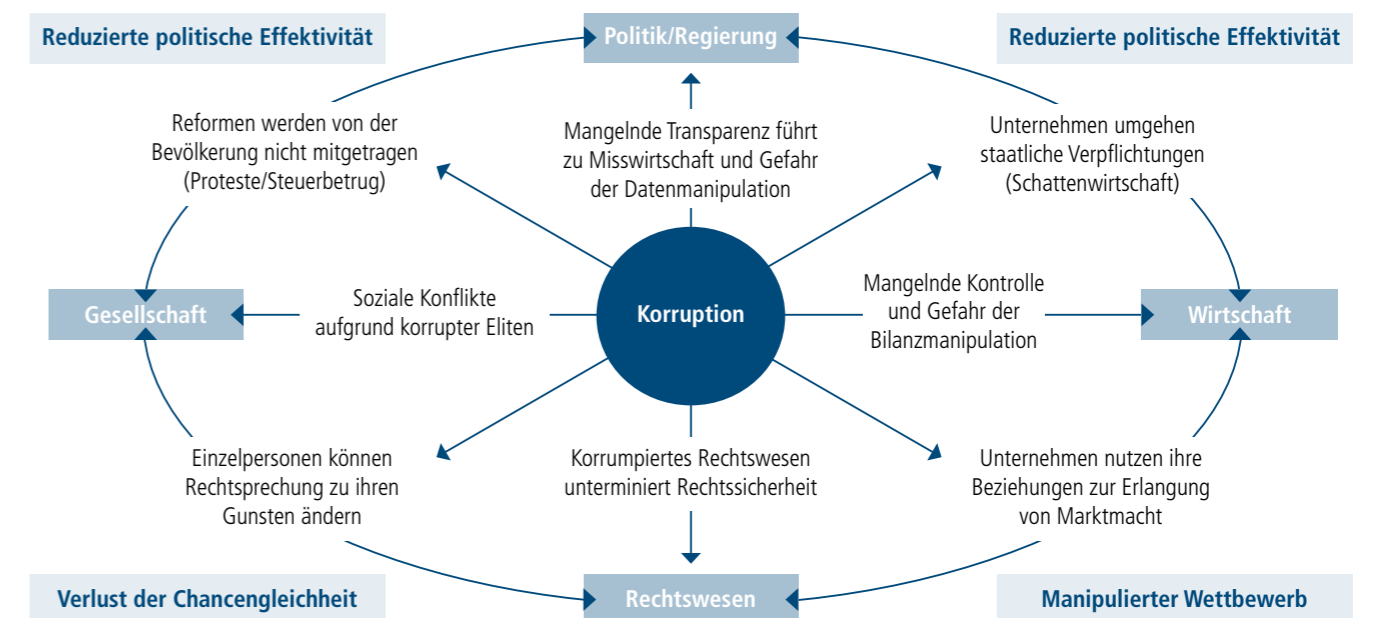 Reduzierte politische Effektivität
Politik/Regierung
Reduzierte politische Effektivität
Reformen werden von der
Bevölkerung nicht mitgetragen
(Proteste/Steuerbetrug)
Mangelnde Transparenz führt
zu Misswirtschaft und Gefahr
der Datenmanipulation
Unternehmen umgehen
staatliche Verpflichtungen
(Schattenwirtschaft)
Gesellschaft
Soziale Konflikte
aufgrund korrupter Eliten
Korruption
Mangelnde Kontrolle
und Gefahr der
Bilanzmanipulation
Wirtschaft
Einzelpersonen können
Rechtsprechung zu ihren
Gunsten ändern
Korrumpiertes Rechtswesen
unterminiert Rechtssicherheit
Unternehmen nutzen ihre
Beziehungen zur Erlangung
von Marktmacht
Verlust der Chancengleichheit
Rechtswesen
Manipulierter Wettbewerb